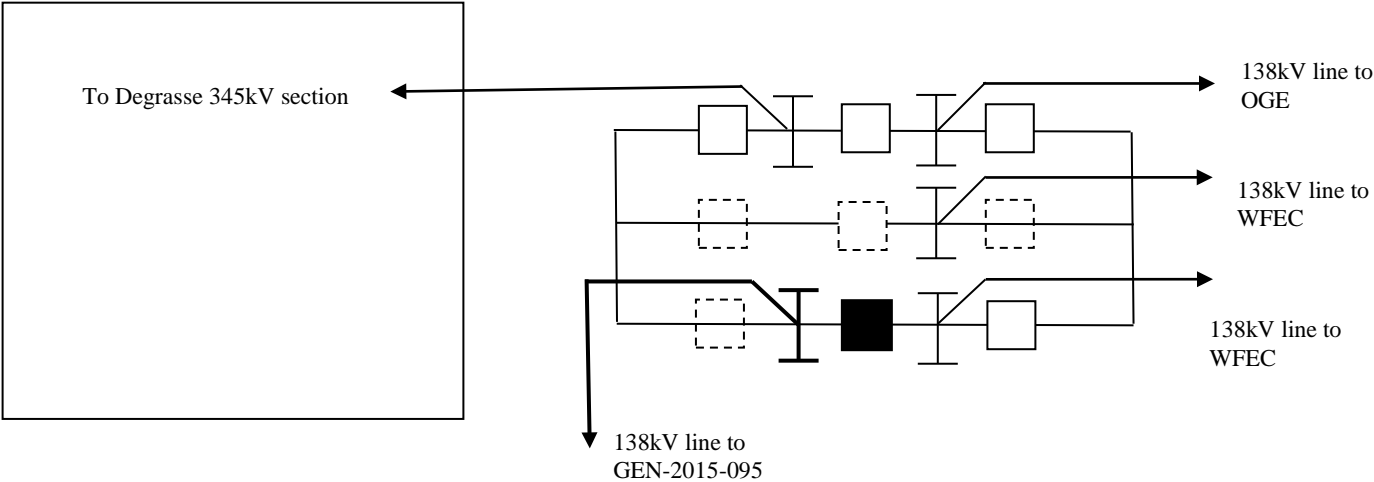 To Degrasse 345kV section
138kV line to
OGE
138kV line to
WFEC
138kV line to
WFEC
138kV line to
GEN-2015-095